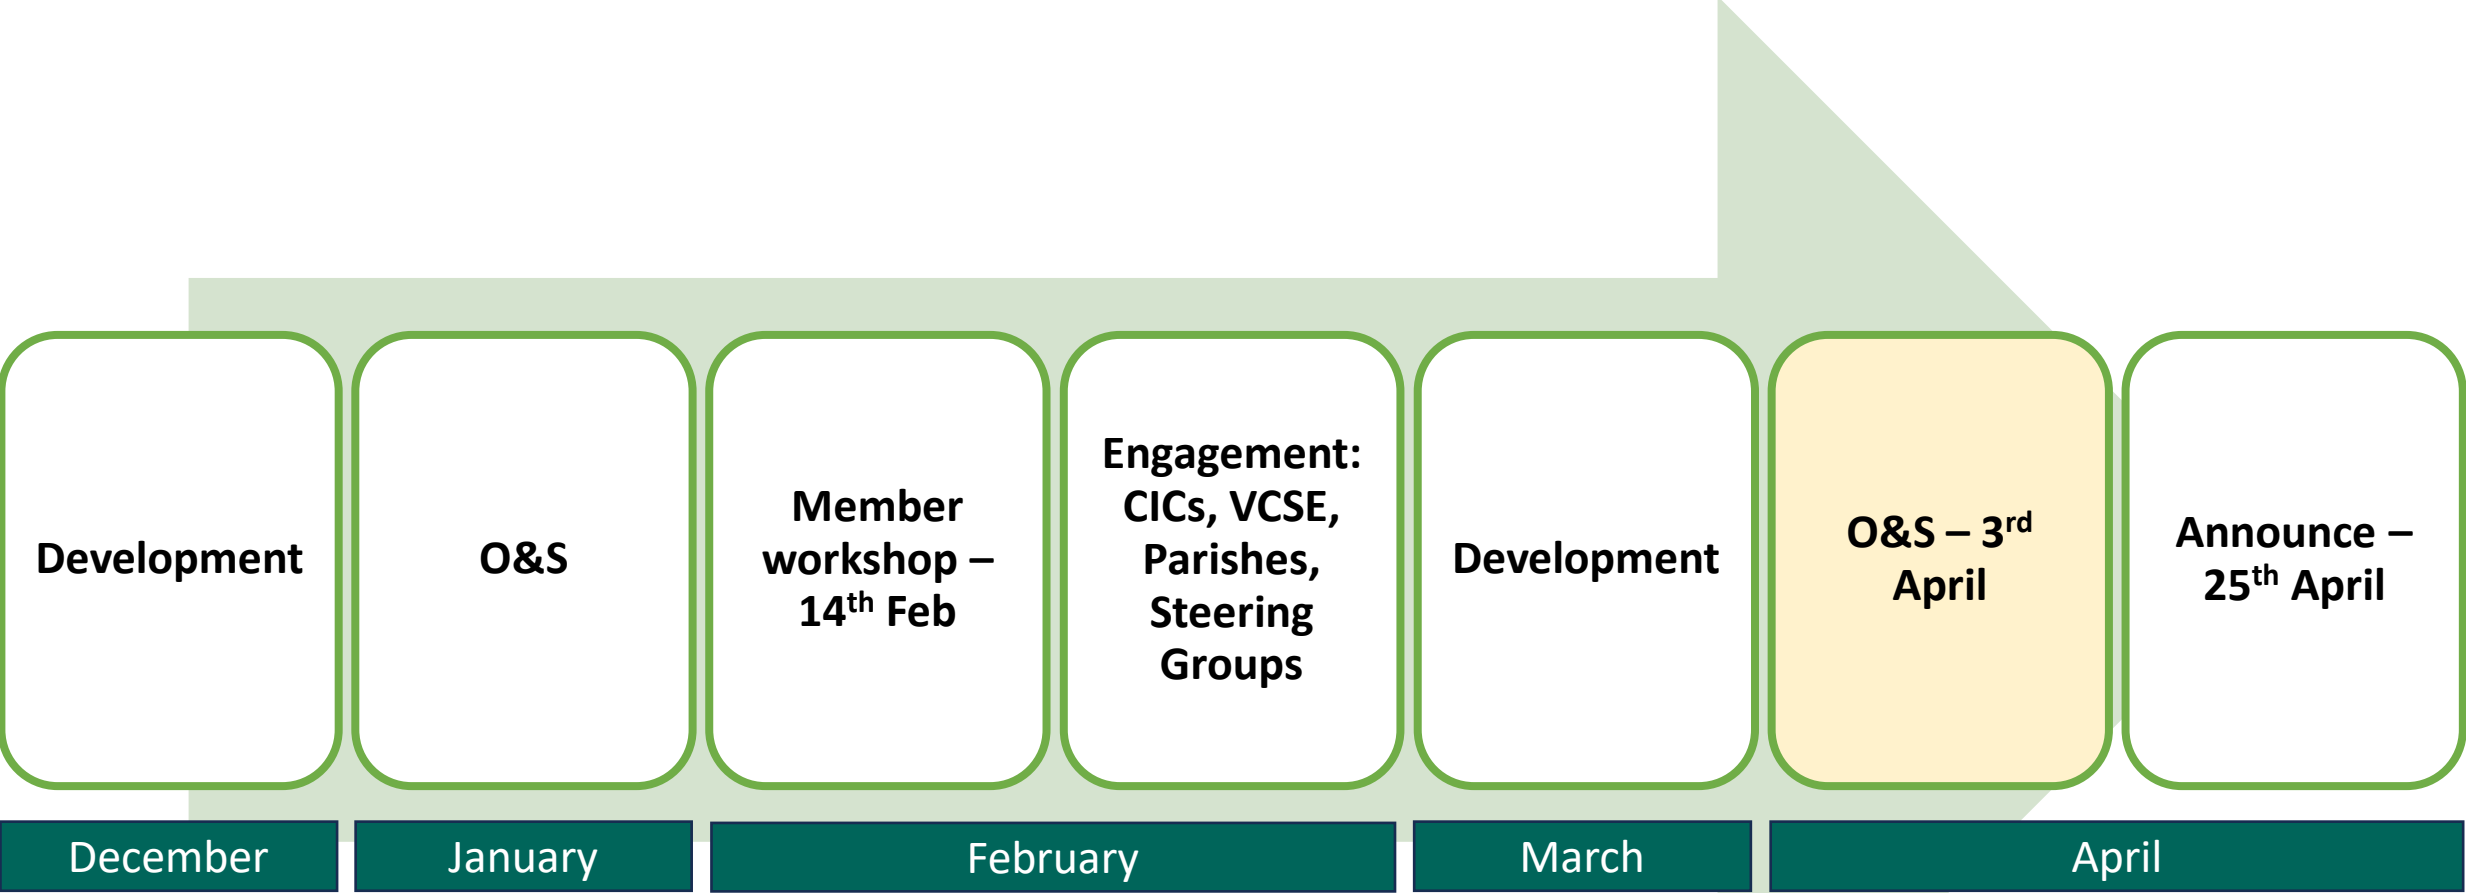 Development
O&S
Member
workshop –
14th Feb
Engagement:
CICs, VCSE,
Parishes,
Steering
Groups
Development
O&S – 3rd
April
Announce –
25th April
December
January
February
March
April